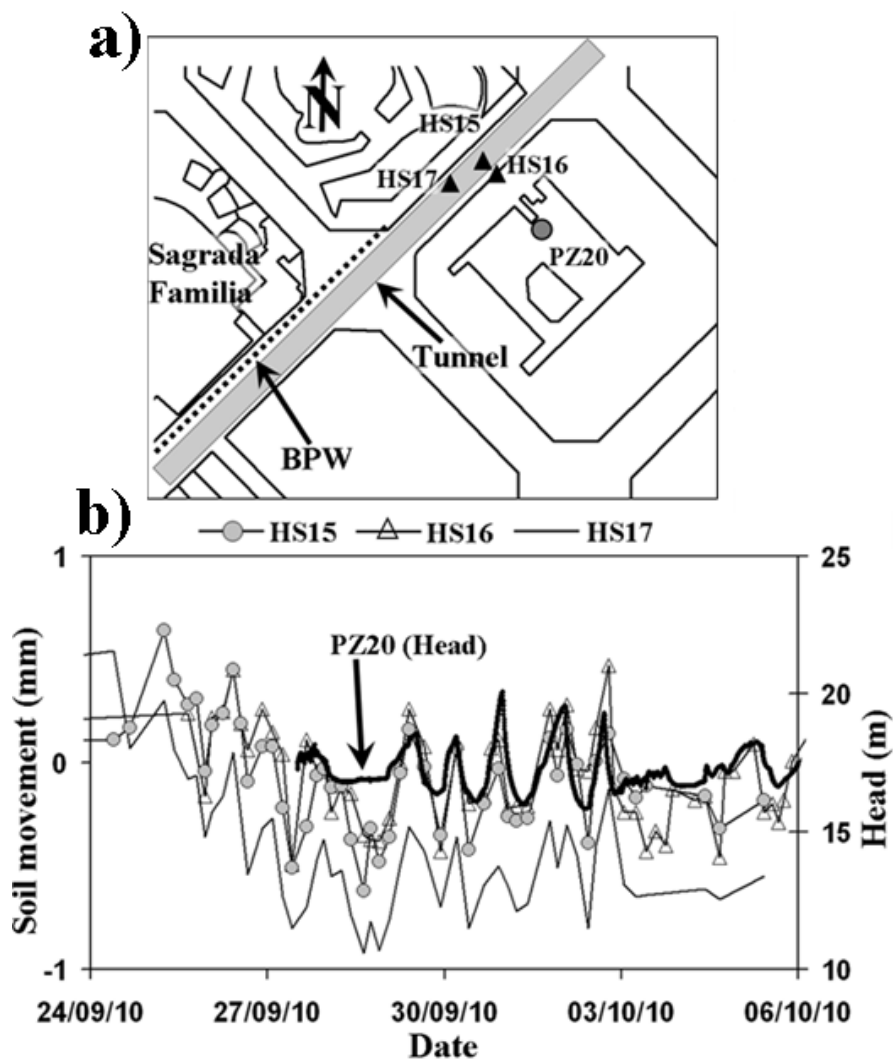 a)
N
HS15
HS16
HS17
PZ20
Sagrada
Familia
Tunnel
BPW
b)
HS15 HS16 HS17
1
25
PZ20 (Head)
20
0
15
-1
10
Soil movement (mm)
Head (m)
24/09/10 27/09/10 30/09/10 03/10/10 06/10/10
Date